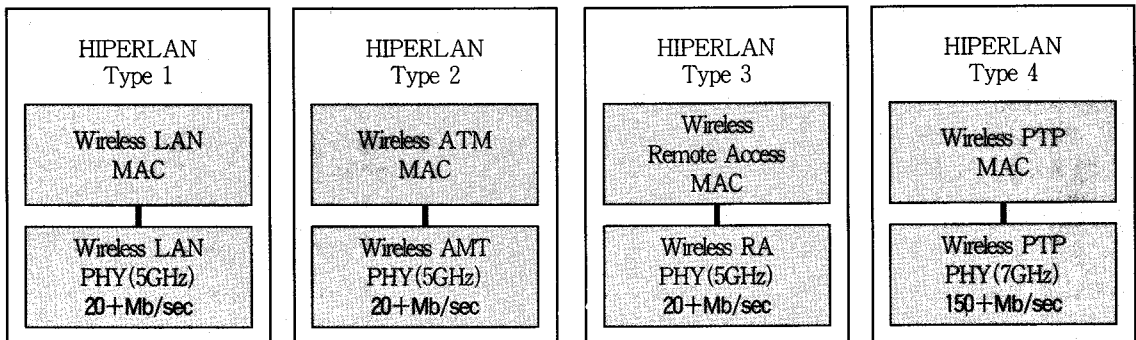 HIPERLAN
Type 1
Wireless LAN
MAC
Wireless LAN
PHY(5GHz)
20+Mb/sec
HIPERLAN
Type 2
Wireless ATM
MAC
Wireless AMT
PHY(5GHz)
20+Mb/sec
HIPERLAN
Type 3
Wireless
Remote Access
MAC
Wireless RA
PHY(5GHz)
20+Mb/sec
HIPERLAN
Type 4
Wireless PTP
MAC
Wireless PTP
PHY(7GHz)
150+Mb/sec